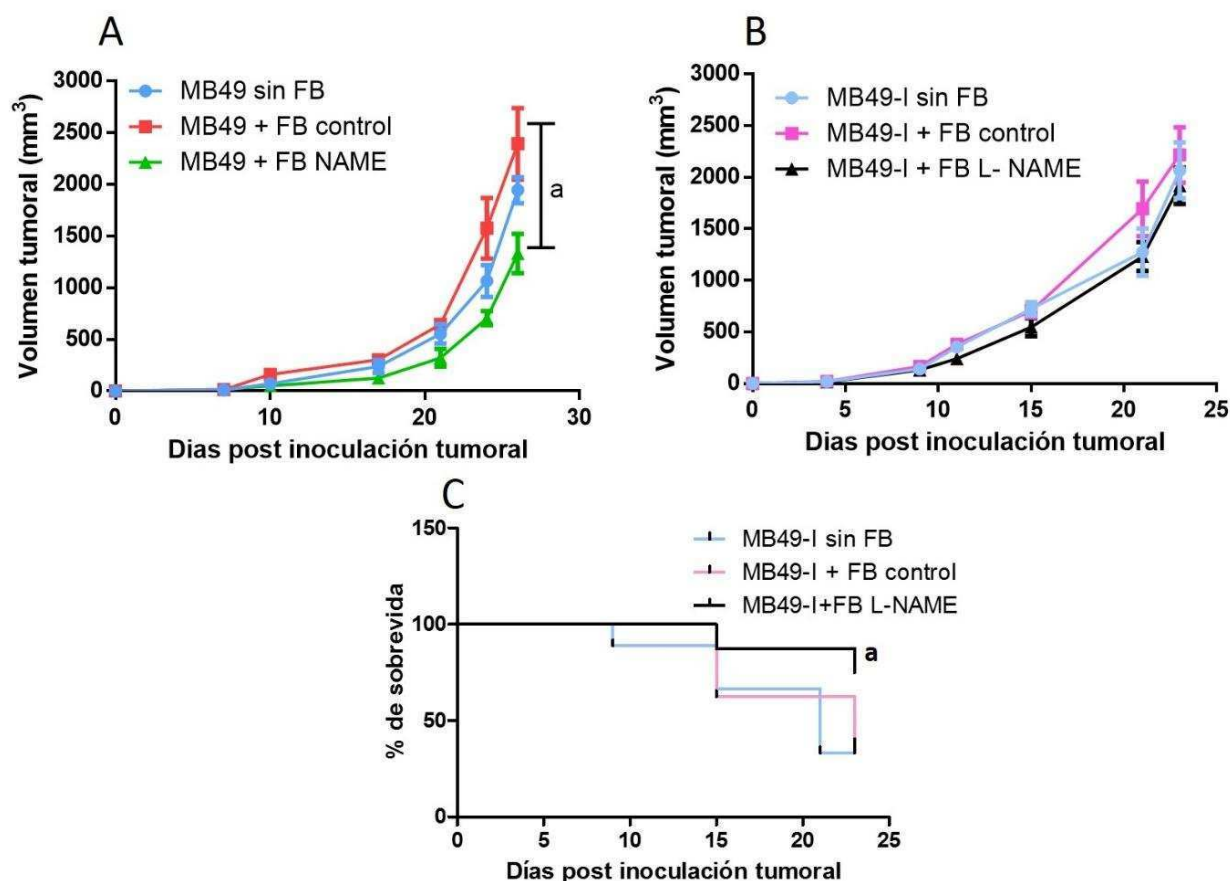 A
3000
2500
2000
1500
1000
500
0
Volumen tumoral (mm³)
MB49 sin FB
MB49 + FB control
MB49 + FB NAME
a
0 10 20 30
Dias post inoculación tumoral
B
3000
2500
2000
1500
1000
500
0
Volumen tumoral (mm³)
MB49-I sin FB
MB49-I + FB control
MB49-I + FB L- NAME
0 5 10 15 20 25
Dias post inoculación tumoral
C
150
100
50
0
% de sobrevida
MB49-I sin FB
MB49-I + FB control
MB49-I+FB L-NAME
a
0 5 10 15 20 25
Días post inoculación tumoral